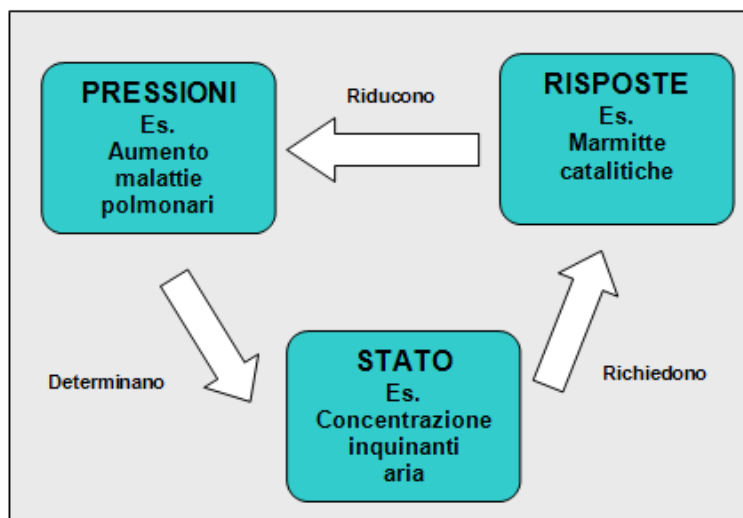 PRESSIONI
Es.
Aumento
malattie
polmonari
Riducono
RISPOSTE
Es.
Marmitte
catalitiche
Determinano
STATO
Es.
Concentrazione
inquinanti
aria
Richiedono